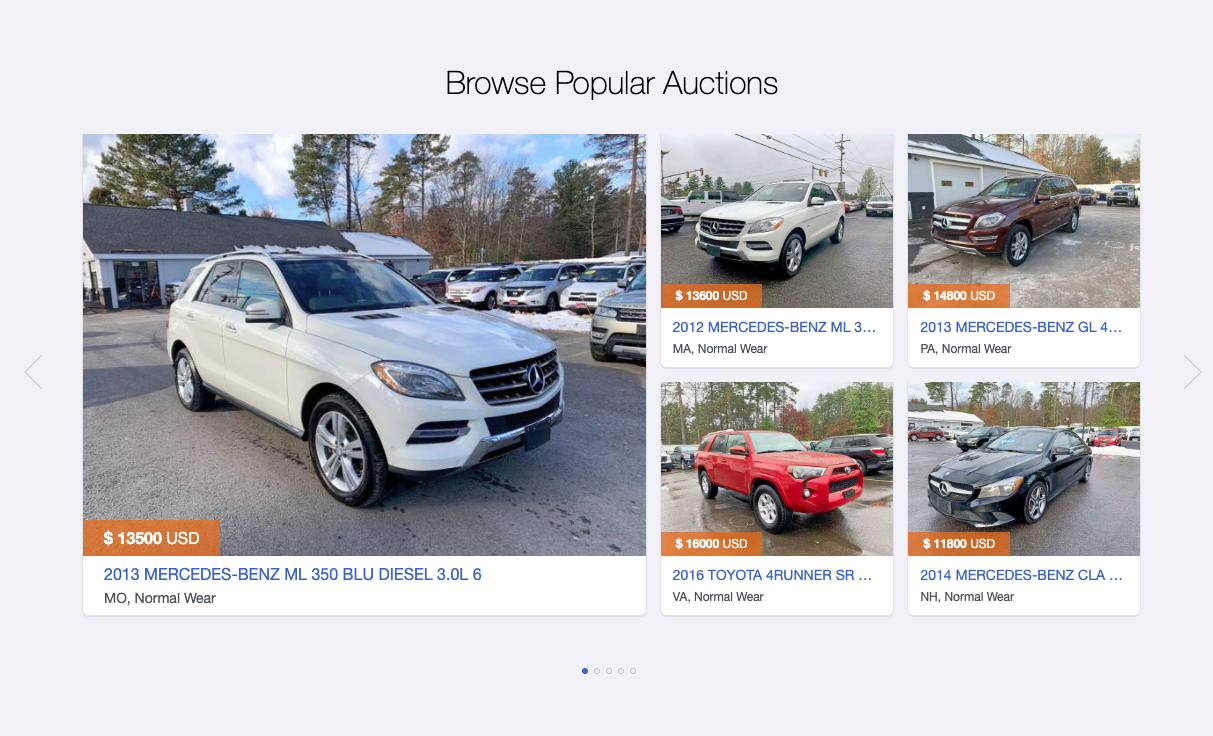 Browse Popular Auctions
$ 13500 USD
2013 MERCEDES-BENZ ML 350 BLU DIESEL 3.0L 6
MO, Normal Wear
$ 13600 USD
2012 MERCEDES-BENZ ML 3...
MA, Normal Wear
$ 14800 USD
2013 MERCEDES-BENZ GL 4...
PA, Normal Wear
$ 16000 USD
2016 TOYOTA 4RUNNER SR ...
VA, Normal Wear
$ 11800 USD
2014 MERCEDES-BENZ CLA ...
NH, Normal Wear